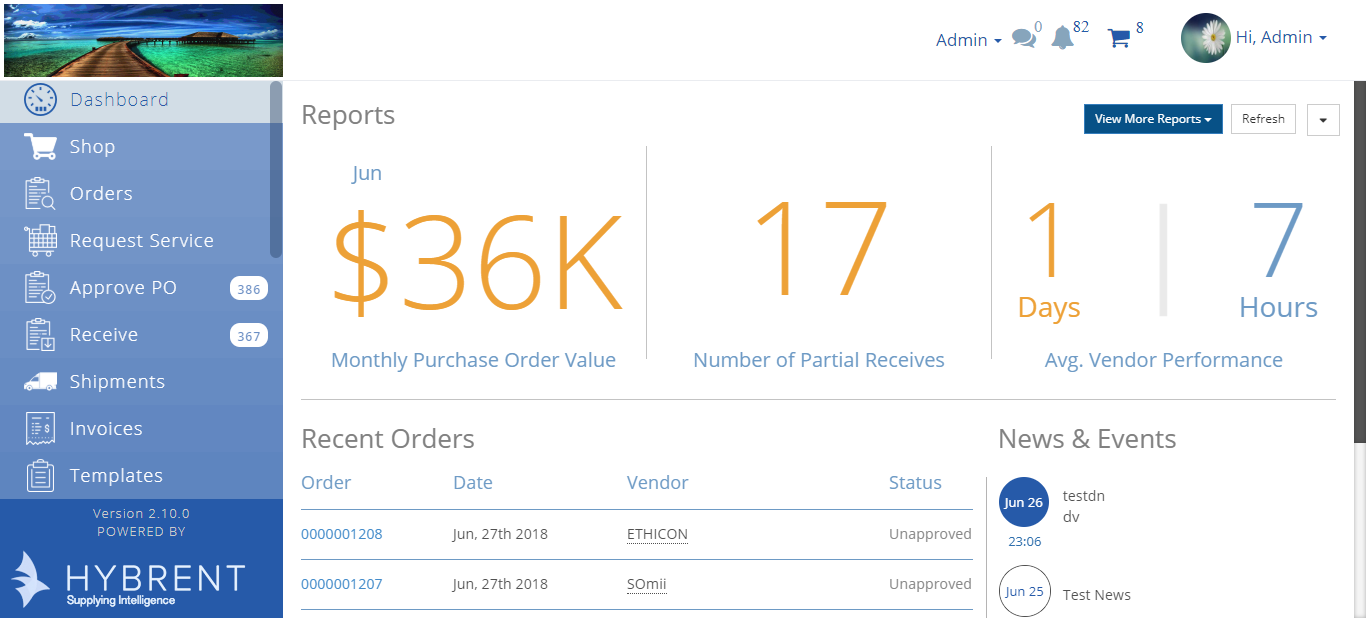 Admin
0
82
8
Hi, Admin
Dashboard
Shop
Orders
Request Service
Approve PO 386
Receive 367
Shipments
Invoices
Templates
Version 2.10.0
POWERED BY
HYBRENT
Supplying Intelligence
Reports
View More Reports
Refresh
Jun
$36K
Monthly Purchase Order Value
17
Number of Partial Receives
1 7
Days Hours
Avg. Vendor Performance
Recent Orders
Order Date Vendor Status
0000001208 Jun, 27th 2018 ETHICON Unapproved
0000001207 Jun, 27th 2018 SOmii Unapproved
News & Events
Jun 26
23:06
testdn
dv
Jun 25
Test News